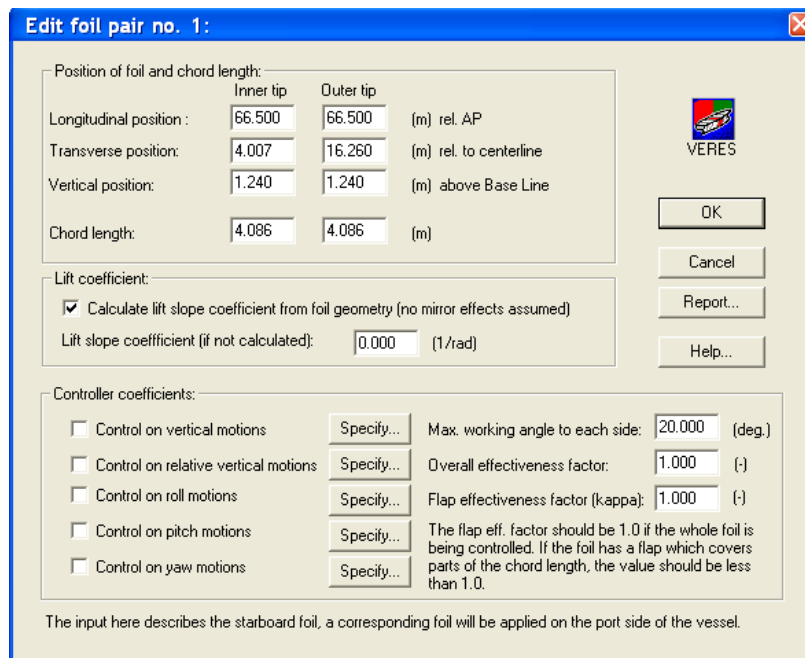 Edit foil pair no. 1:
Position of foil and chord length:
Inner tip Outer tip
Longitudinal position : 66.500 66.500 (m) rel. AP
Transverse position: 4.007 16.260 (m) rel. to centerline
Vertical position: 1.240 1.240 (m) above Base Line
Chord length: 4.086 4.086 (m)
VERES
OK
Cancel
Report...
Help...
Lift coefficient:
Calculate lift slope coefficient from foil geometry (no mirror effects assumed)
Lift slope coeffficient (if not calculated): 0.000 (1/rad)
Controller coefficients:
Control on vertical motions Specify...
Control on relative vertical motions Specify...
Control on roll motions Specify...
Control on pitch motions Specify...
Control on yaw motions Specify...
Max. working angle to each side: 20.000 (deg.)
Overall effectiveness factor: 1.000 (-)
Flap effectiveness factor (kappa): 1.000 (-)
The flap eff. factor should be 1.0 if the whole foil is
being controlled. If the foil has a flap which covers
parts of the chord length, the value should be less
than 1.0.
The input here describes the starboard foil, a corresponding foil will be applied on the port side of the vessel.